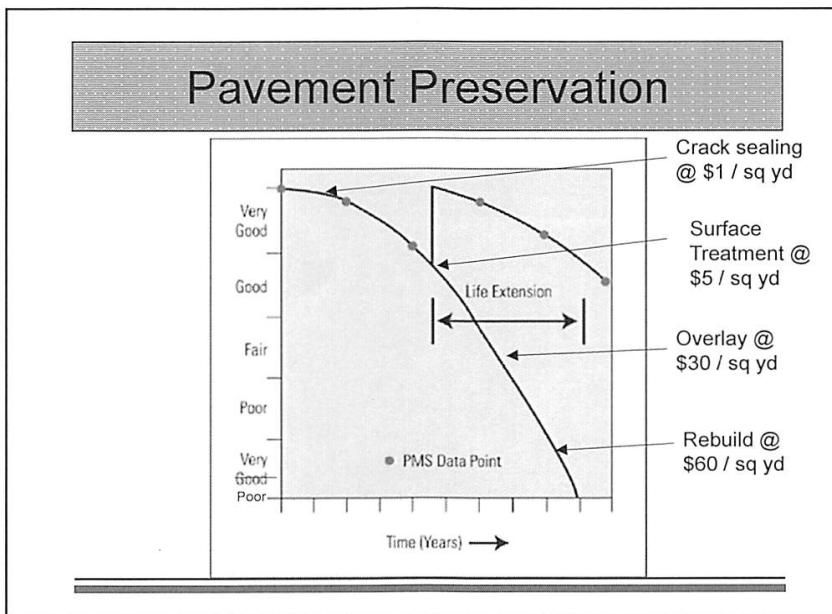 Pavement Preservation
Crack sealing
@ $1 / sq yd
Very
Good
Surface
Treatment @
$5 / sq yd
Good
Life Extension
Fair
Overlay @
$30 / sq yd
Poor
Very
Good
Poor
PMS Data Point
Rebuild @
$60 / sq yd
Time (Years)